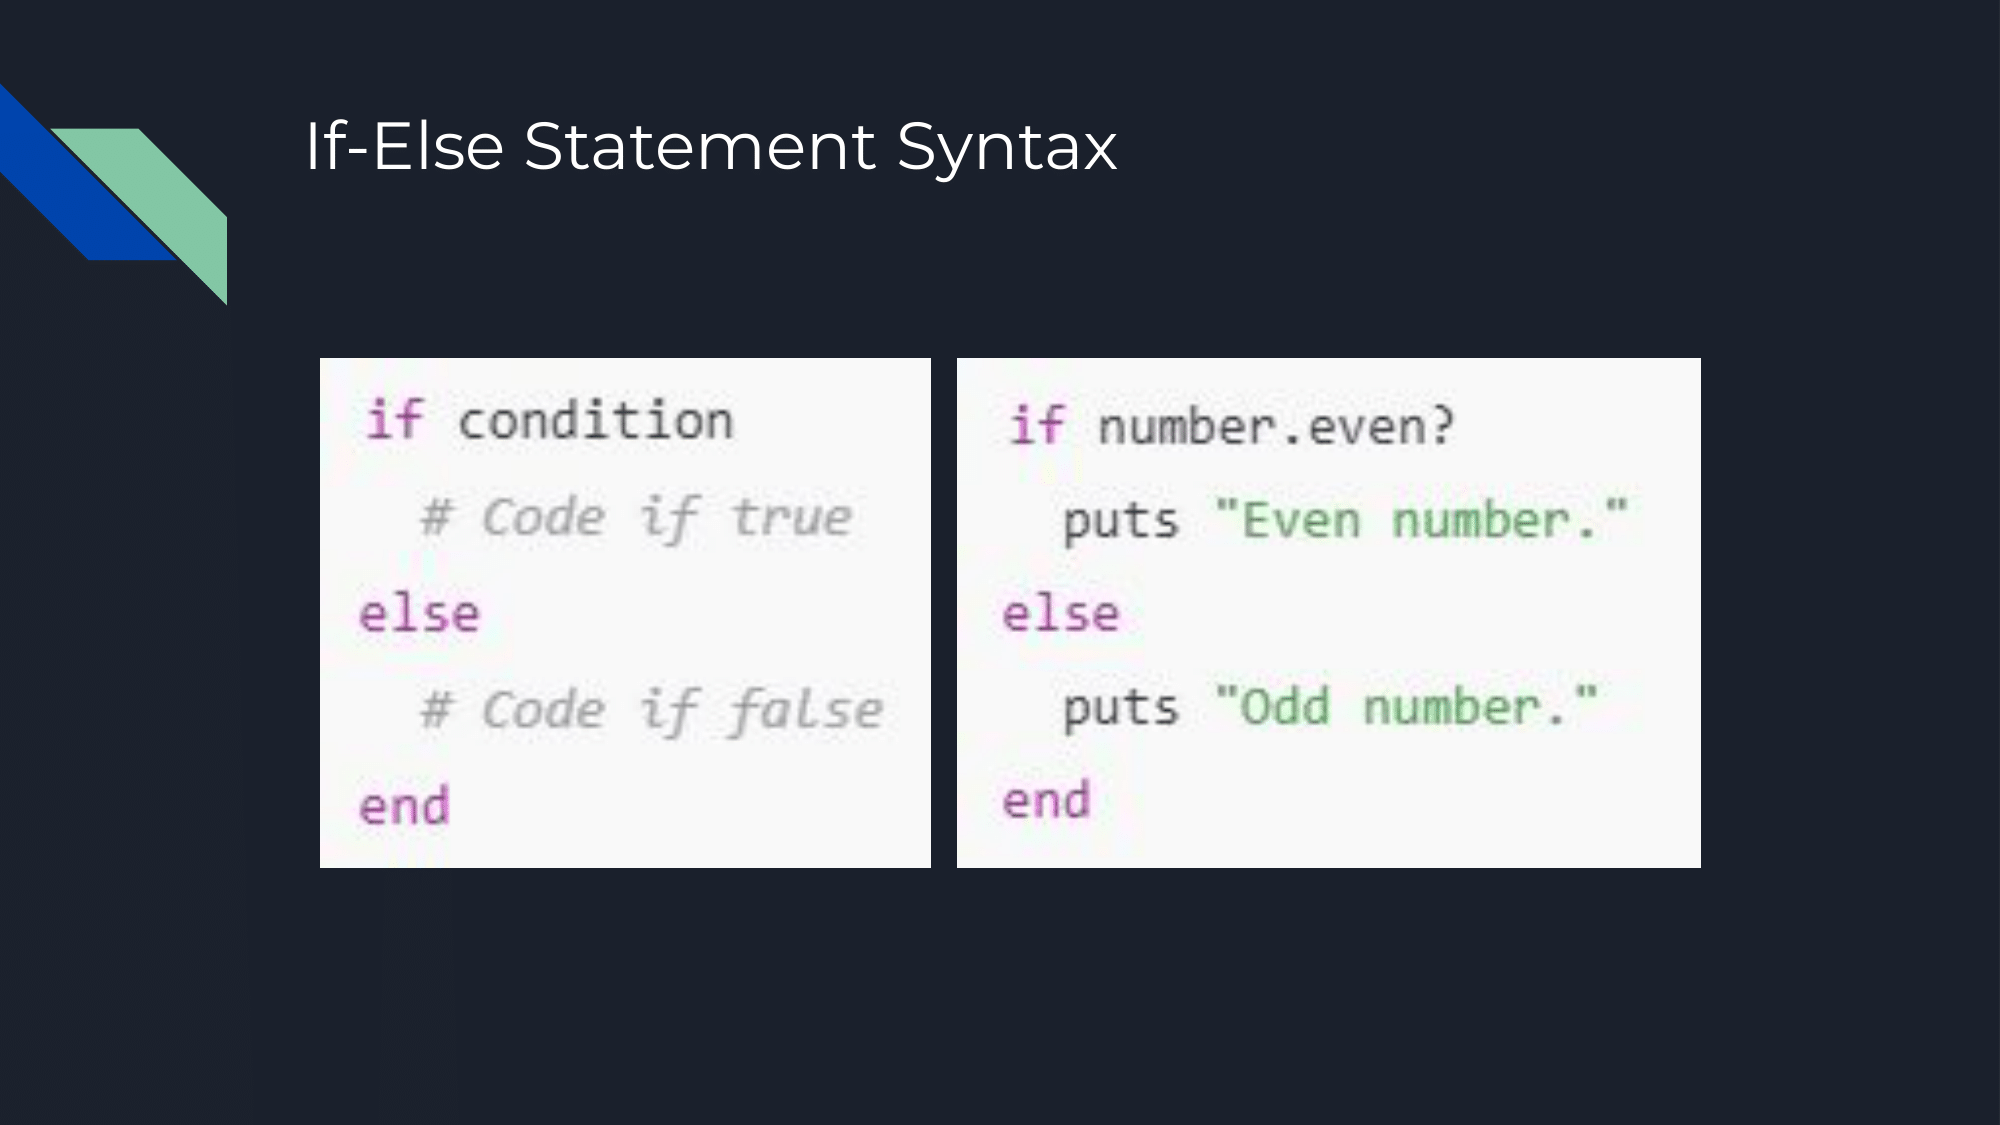 If-Else Statement Syntax
if condition
# Code if true
else
# Code if false
end
if number.even?
puts "Even number."
else
puts "Odd number."
end